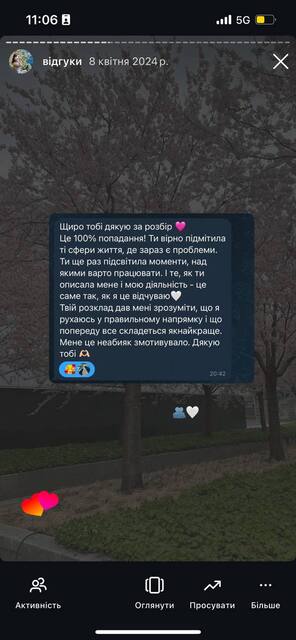 11:06
5G
відгуки 8 квітня 2024 р.
Щиро тобі дякую за розбір 💘
Це 100% попадання! Ти вірно підмітила
ті сфери життя, де зараз є проблеми.
Ти ще раз підсвітила моменти, над
якими варто працювати. І те, як ти
описала мене і мою діяльність - це
саме так, як я це відчуваю🤍
Твій розклад дав мені зрозуміти, що я
рухаюсь у правильному напрямку і що
попереду все складеться якнайкраще.
Мене це неабияк змотивувало. Дякую
тобі 🫶🏻
20:42
Активність
Оглянути
Просувати
Більше